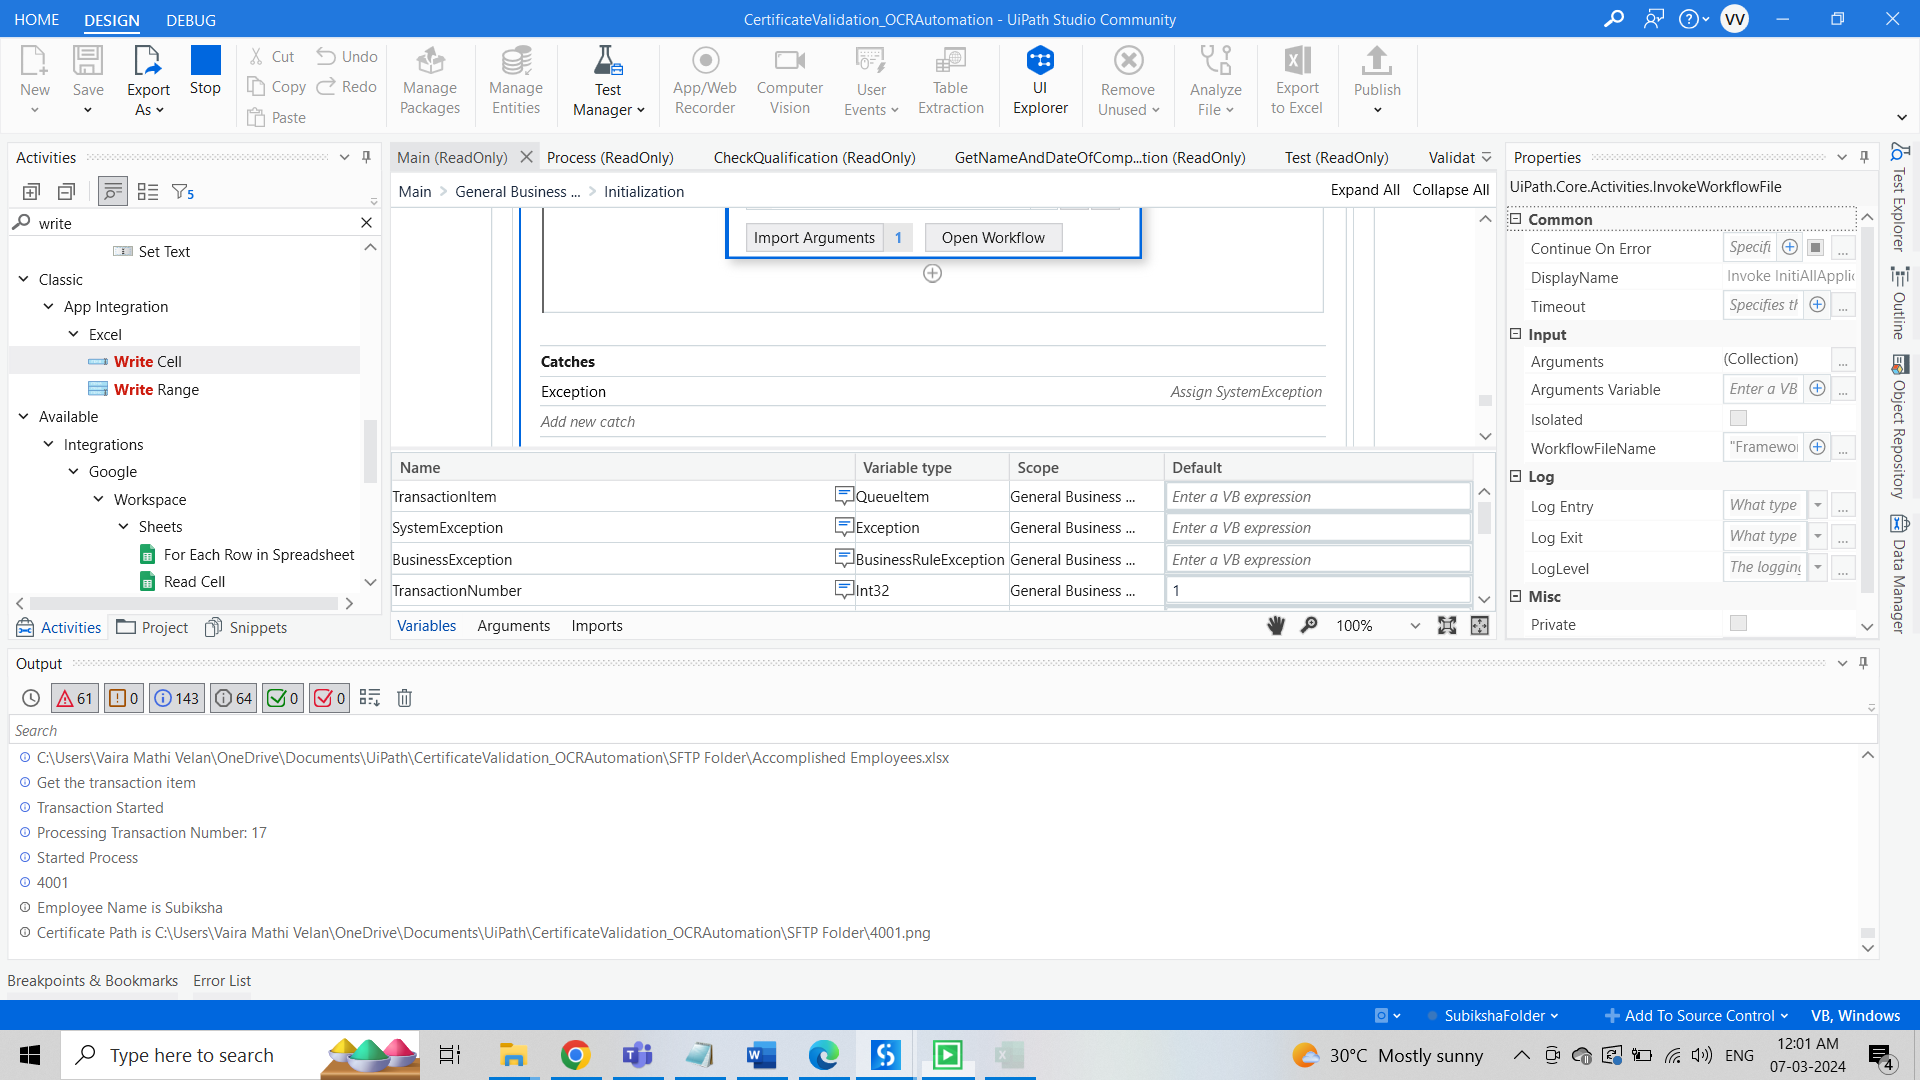 HOME DESIGN DEBUG CertificateValidation_OCRAutomation - UiPath Studio Community VV
New Save Export As Stop Cut Copy Paste Undo Redo Manage Packages Manage Entities Test Manager App/Web Recorder Computer Vision User Events Table Extraction UI Explorer Remove Unused Analyze File Export to Excel Publish
Activities
5
write
Set Text
Classic
App Integration
Excel
Write Cell
Write Range
Available
Integrations
Google
Workspace
Sheets
For Each Row in Spreadsheet
Read Cell
Activities Project Snippets
Main (ReadOnly) Process (ReadOnly) CheckQualification (ReadOnly) GetNameAndDateOfComp...tion (ReadOnly) Test (ReadOnly) Validat
Main > General Business ... > Initialization Expand All Collapse All
Import Arguments 1 Open Workflow
Catches
Exception Assign SystemException
Add new catch
Name Variable type Scope Default
TransactionItem QueueItem General Business ... Enter a VB expression
SystemException Exception General Business ... Enter a VB expression
BusinessException BusinessRuleException General Business ... Enter a VB expression
TransactionNumber Int32 General Business ... 1
Variables Arguments Imports 100%
Properties
UiPath.Core.Activities.InvokeWorkflowFile
Common
Continue On Error Specifi ...
DisplayName Invoke InitiAllApplic
Timeout Specifies th ...
Input
Arguments (Collection) ...
Arguments Variable Enter a VB ...
Isolated
WorkflowFileName "Framewor ...
Log
Log Entry What type ...
Log Exit What type ...
LogLevel The logging ...
Misc
Private
Test Explorer
Outline
Object Repository
Data Manager
Output
61 0 143 64 0 0
Search
C:\Users\Vaira Mathi Velan\OneDrive\Documents\UiPath\CertificateValidation_OCRAutomation\SFTP Folder\Accomplished Employees.xlsx
Get the transaction item
Transaction Started
Processing Transaction Number: 17
Started Process
4001
Employee Name is Subiksha
Certificate Path is C:\Users\Vaira Mathi Velan\OneDrive\Documents\UiPath\CertificateValidation_OCRAutomation\SFTP Folder\4001.png
Breakpoints & Bookmarks Error List
SubikshaFolder Add To Source Control VB, Windows
Type here to search 30°C Mostly sunny ENG 12:01 AM
07-03-2024 4